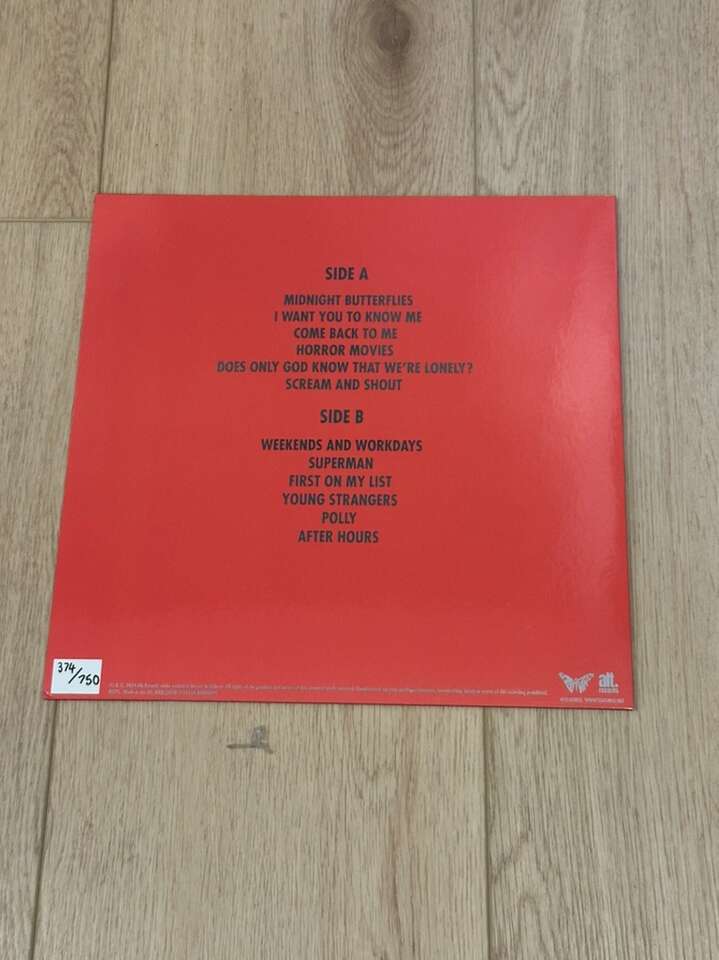 SIDE A
MIDNIGHT BUTTERFLIES
I WANT YOU TO KNOW ME
COME BACK TO ME
HORROR MOVIES
DOES ONLY GOD KNOW THAT WE'RE LONELY?
SCREAM AND SHOUT
SIDE B
WEEKENDS AND WORKDAYS
SUPERMAN
FIRST ON MY LIST
YOUNG STRANGERS
POLLY
AFTER HOURS
374/750
att.
records